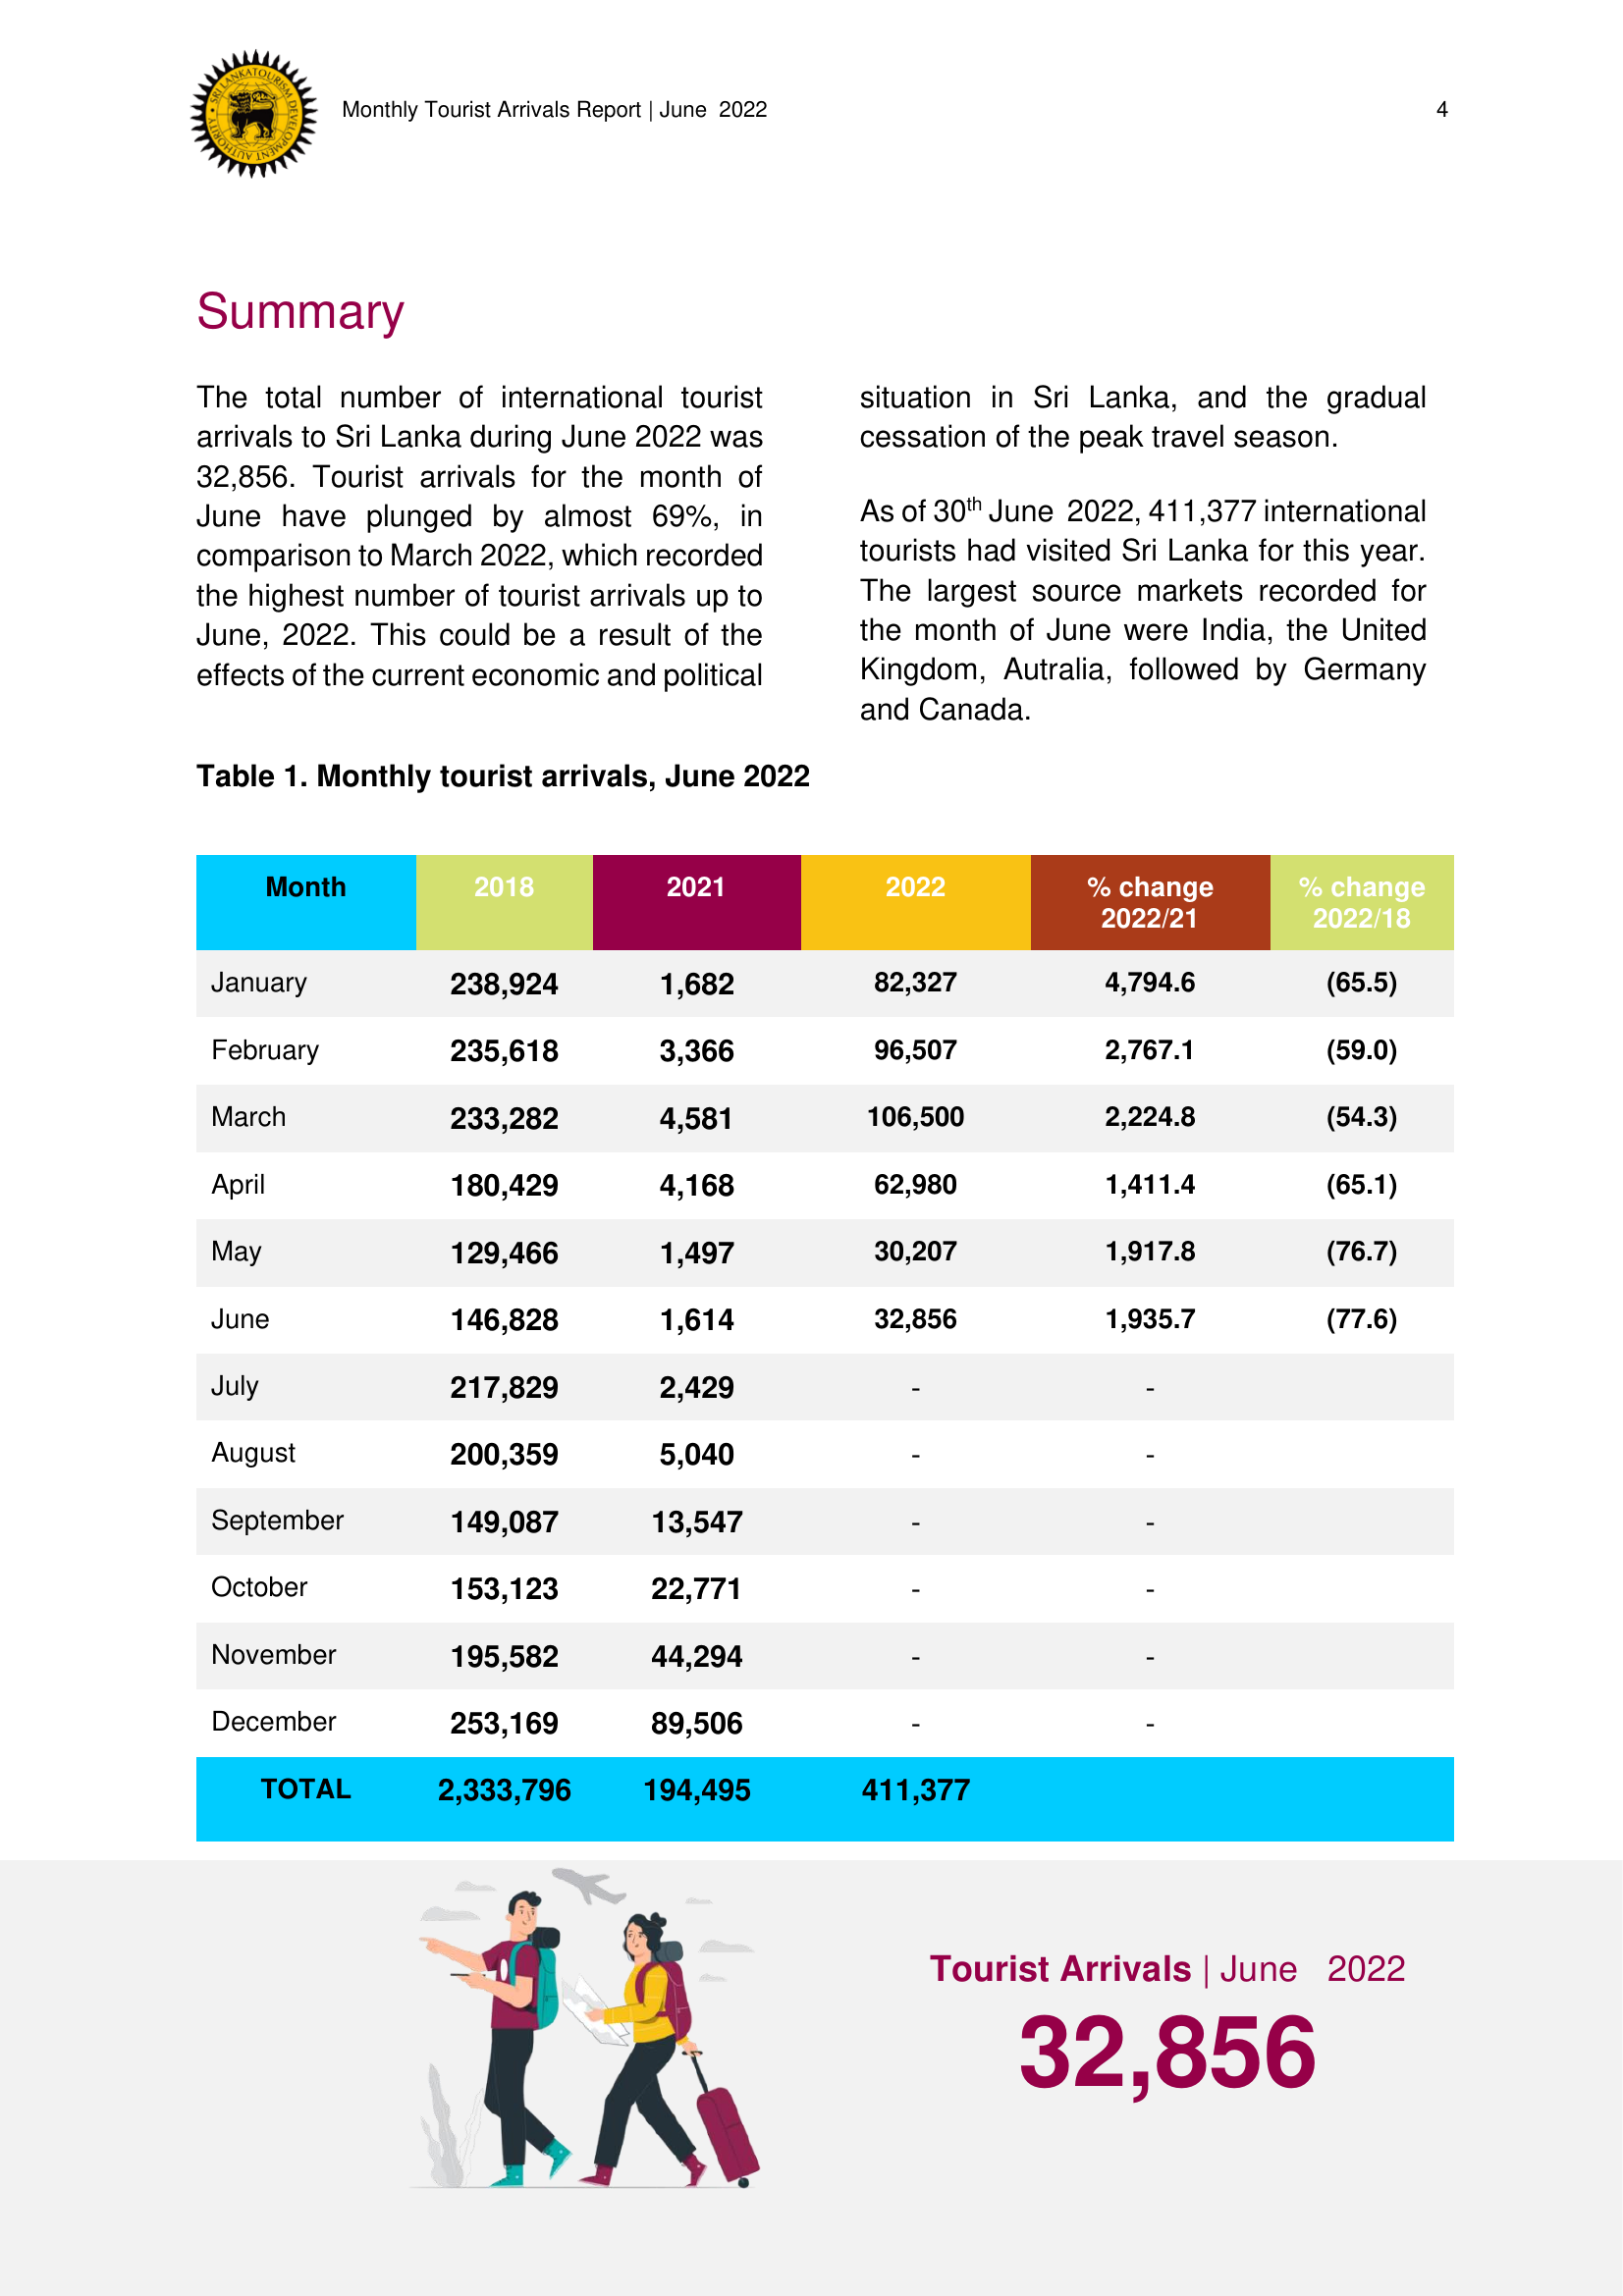 SRI LANKA TOURISM DEVELOPMENT AUTHORITY
Monthly Tourist Arrivals Report | June 2022
4
Summary
The total number of international tourist
arrivals to Sri Lanka during June 2022 was
32,856. Tourist arrivals for the month of
June have plunged by almost 69%, in
comparison to March 2022, which recorded
the highest number of tourist arrivals up to
June, 2022. This could be a result of the
effects of the current economic and political
situation in Sri Lanka, and the gradual
cessation of the peak travel season.
As of 30th June 2022, 411,377 international
tourists had visited Sri Lanka for this year.
The largest source markets recorded for
the month of June were India, the United
Kingdom, Autralia, followed by Germany
and Canada.
Table 1. Monthly tourist arrivals, June 2022
Month 2018 2021 2022 % change 2022/21 % change 2022/18
January 238,924 1,682 82,327 4,794.6 (65.5)
February 235,618 3,366 96,507 2,767.1 (59.0)
March 233,282 4,581 106,500 2,224.8 (54.3)
April 180,429 4,168 62,980 1,411.4 (65.1)
May 129,466 1,497 30,207 1,917.8 (76.7)
June 146,828 1,614 32,856 1,935.7 (77.6)
July 217,829 2,429 - -
August 200,359 5,040 - -
September 149,087 13,547 - -
October 153,123 22,771 - -
November 195,582 44,294 - -
December 253,169 89,506 - -
TOTAL 2,333,796 194,495 411,377
Tourist Arrivals | June 2022
32,856